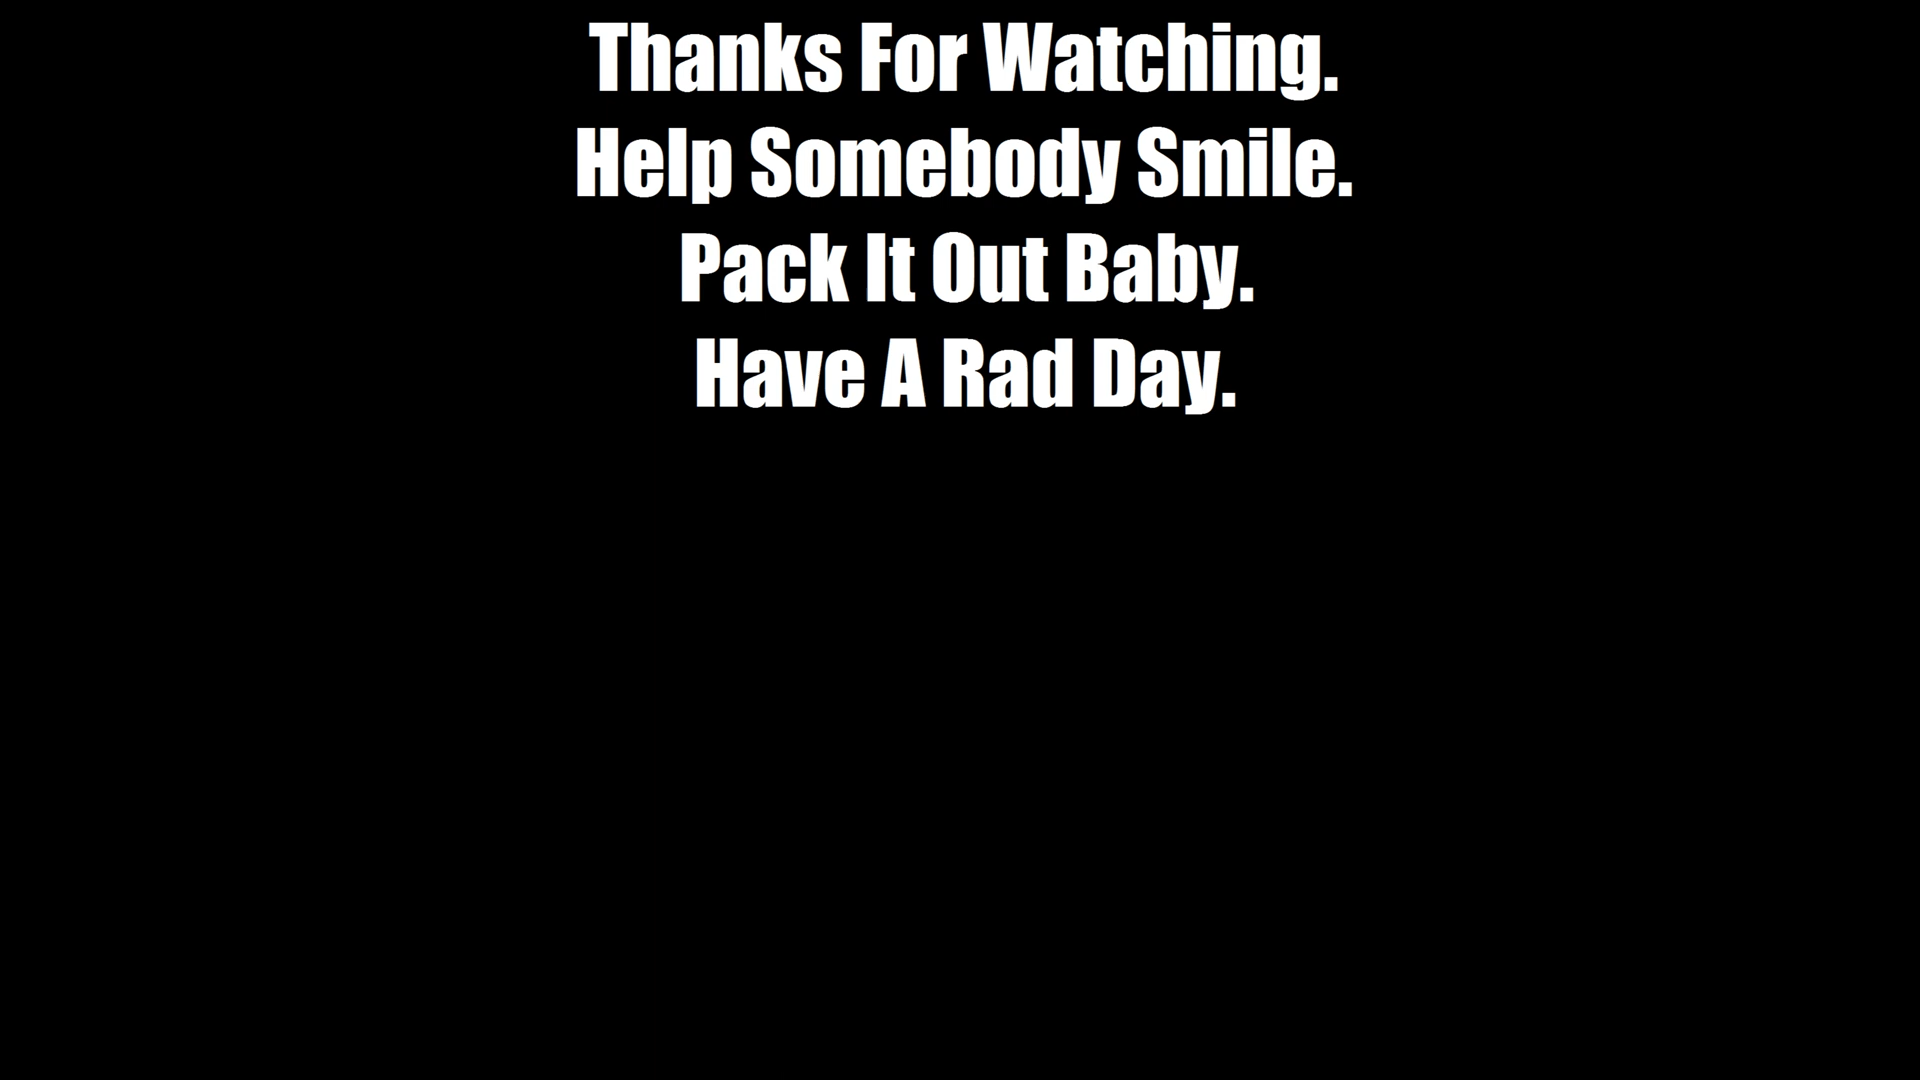 Thanks For Watching.
Help Somebody Smile.
Pack It Out Baby.
Have A Rad Day.